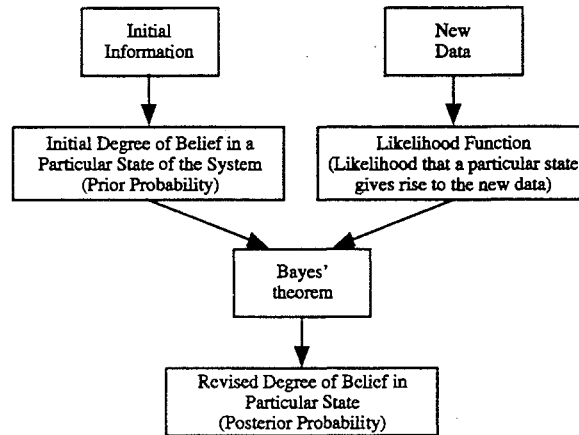 Initial
Information
New
Data
Initial Degree of Belief in a
Particular State of the System
(Prior Probability)
Likelihood Function
(Likelihood that a particular state
gives rise to the new data)
Bayes'
theorem
Revised Degree of Belief in
Particular State
(Posterior Probability)